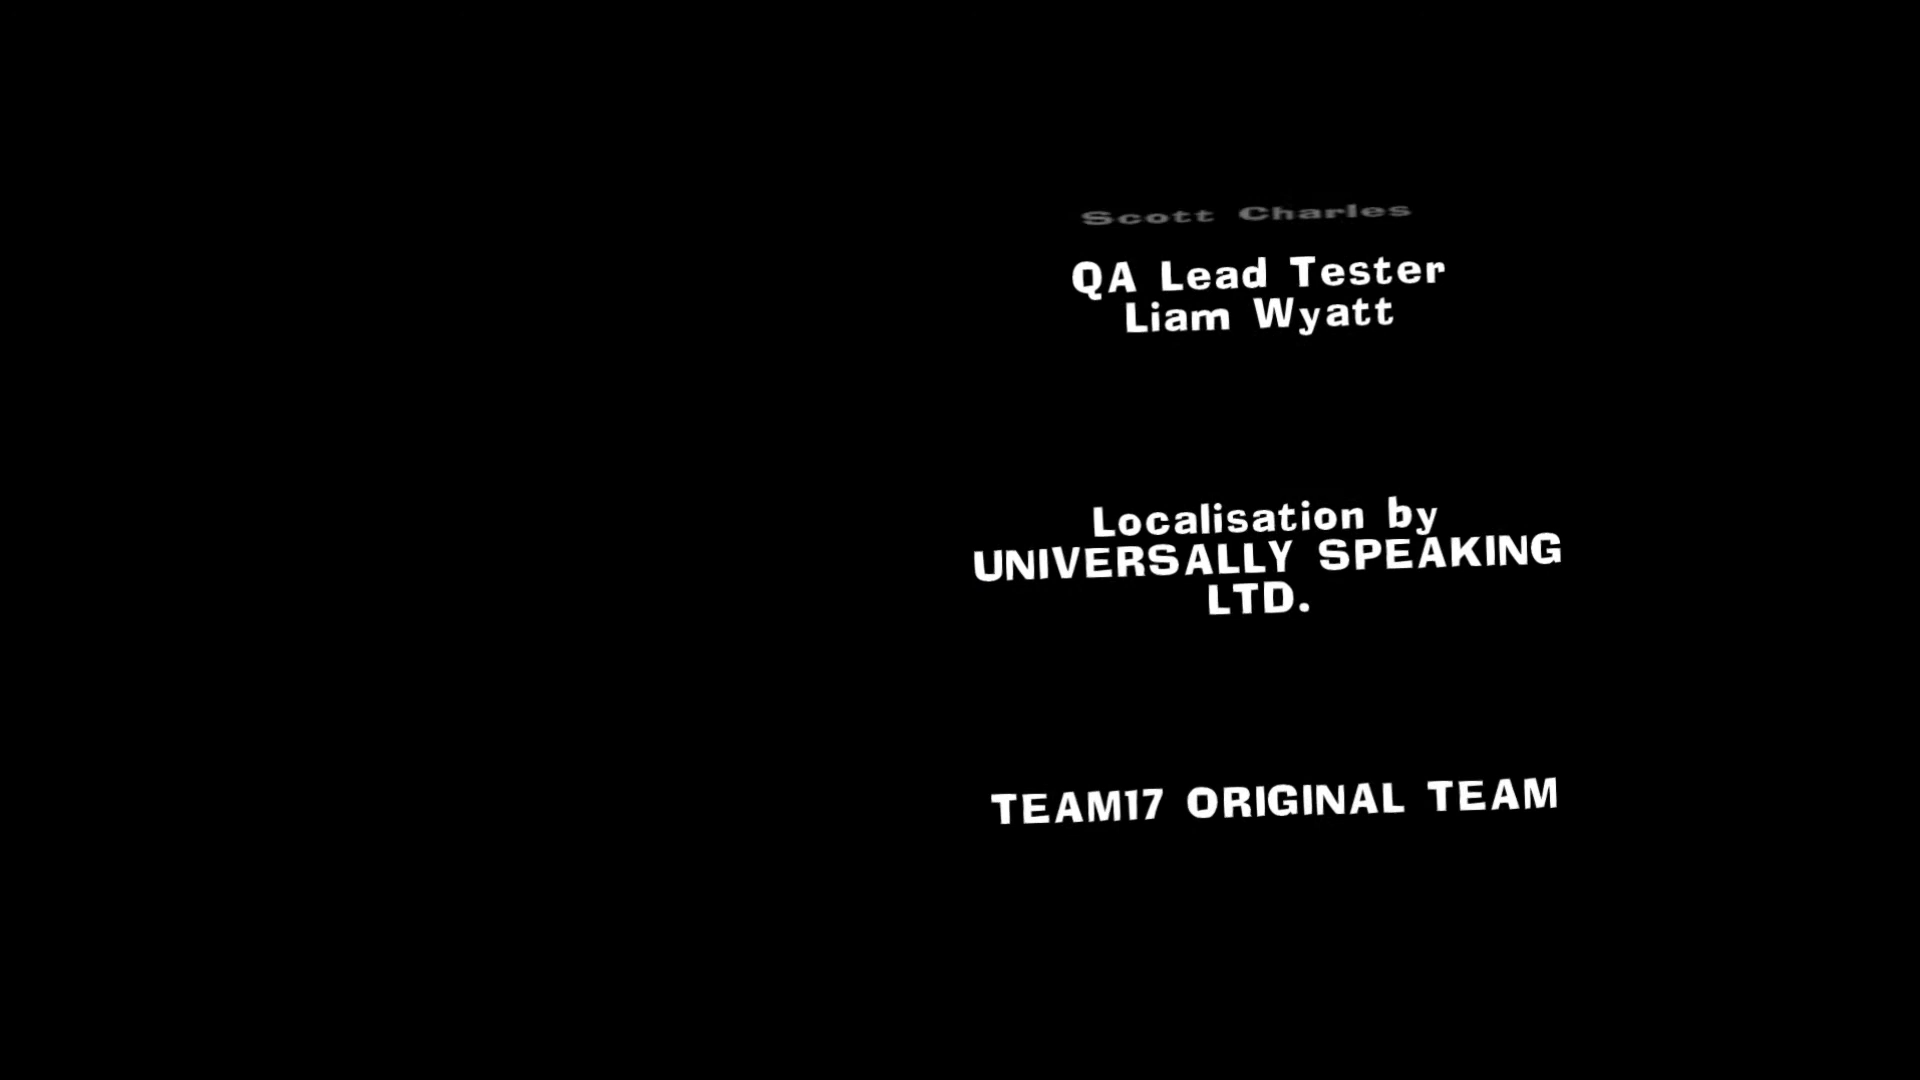 Scott Charles
QA Lead Tester
Liam Wyatt
Localisation by
UNIVERSALLY SPEAKING
LTD.
TEAM17 ORIGINAL TEAM